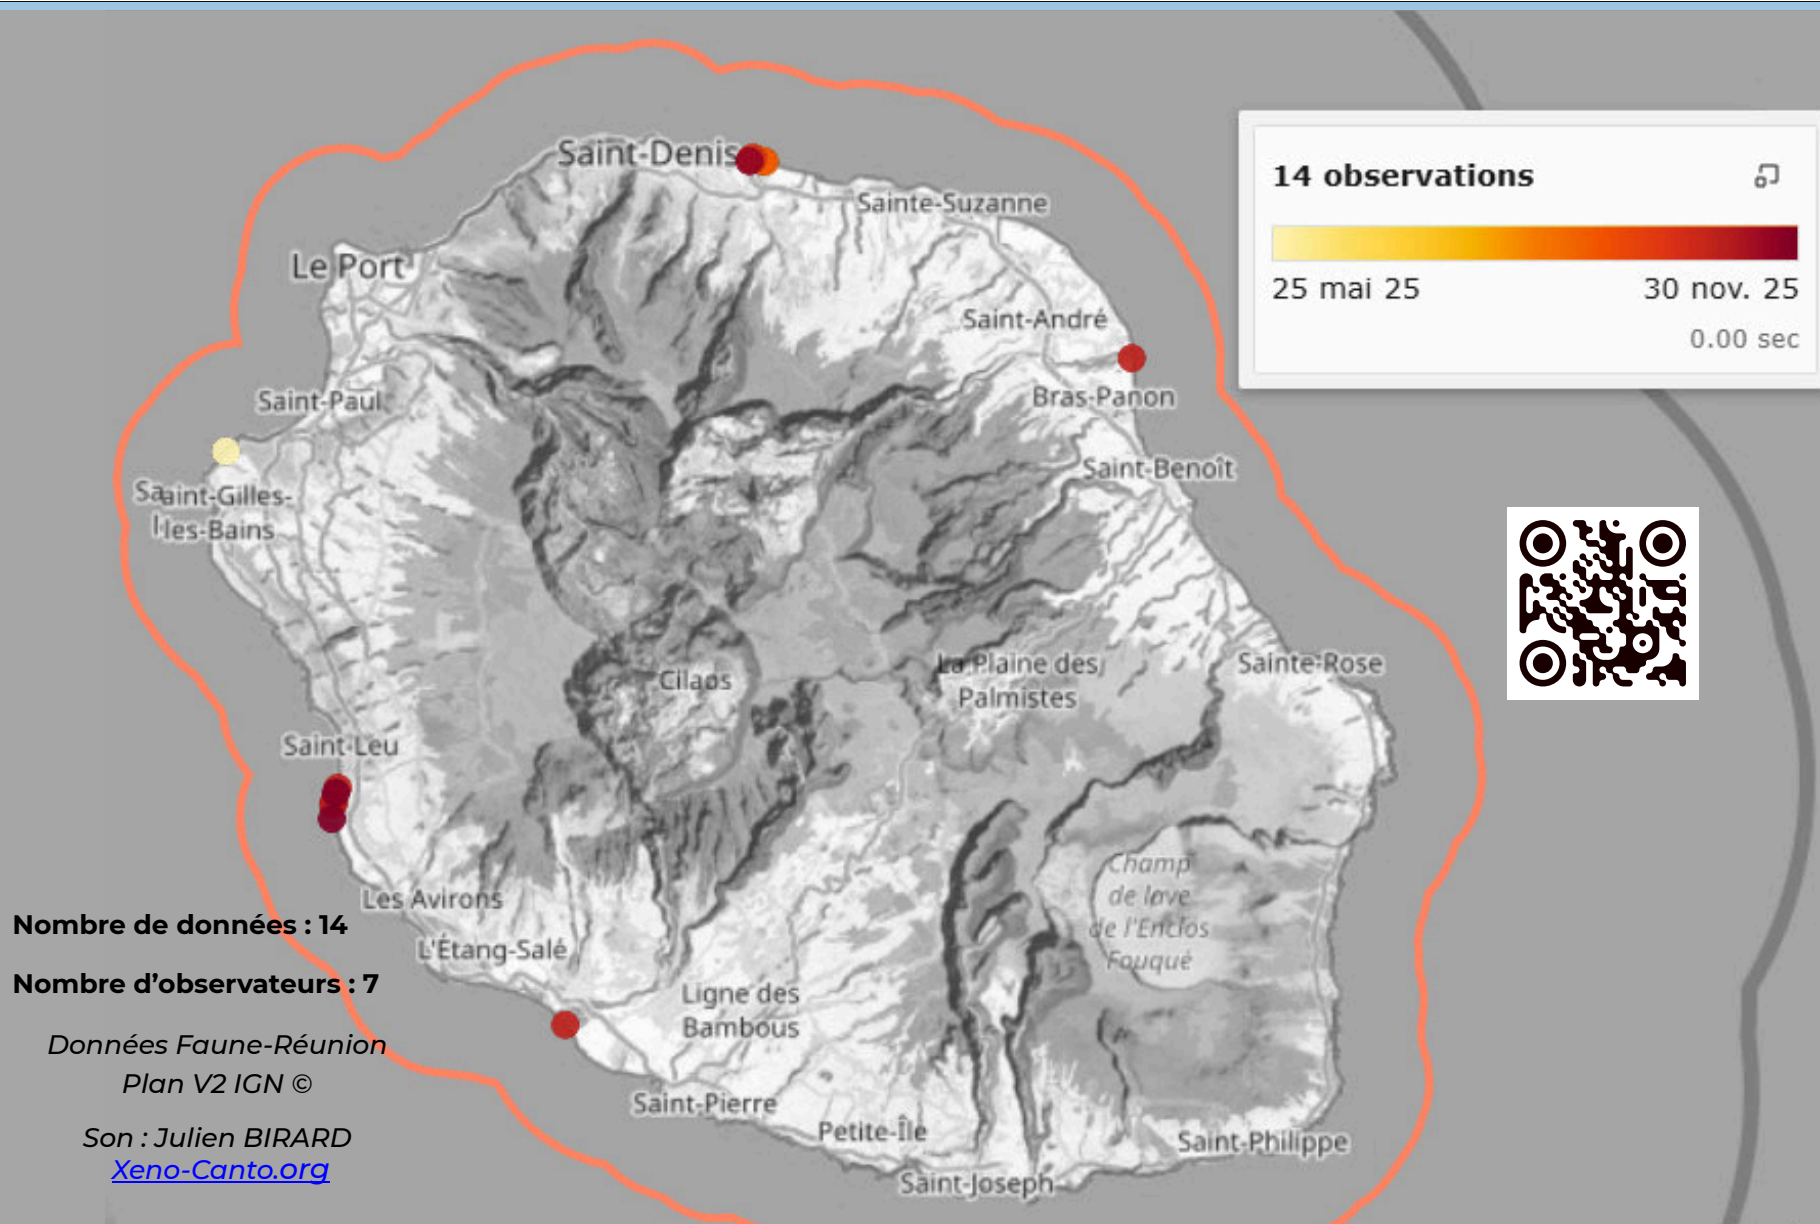 Saint-Denis
Sainte-Suzanne
14 observations
25 mai 25
30 nov. 25
0.00 sec
Le Port
Saint-André
Saint-Paul
Bras-Panon
Saint-Benoît
Saint-Gilles-
les-Bains
La Plaine des
Palmistes
Sainte-Rose
Cilaos
Saint-Leu
Champ
de lave
de l'Enclos
Fouqué
Les Avirons
Nombre de données : 14
L'Étang-Salé
Nombre d’observateurs : 7
Ligne des
Bambous
Données Faune-Réunion
Plan V2 IGN ©
Saint-Pierre
Petite-Île
Son : Julien BIRARD
Xeno-Canto.org
Saint-Philippe
Saint-Joseph